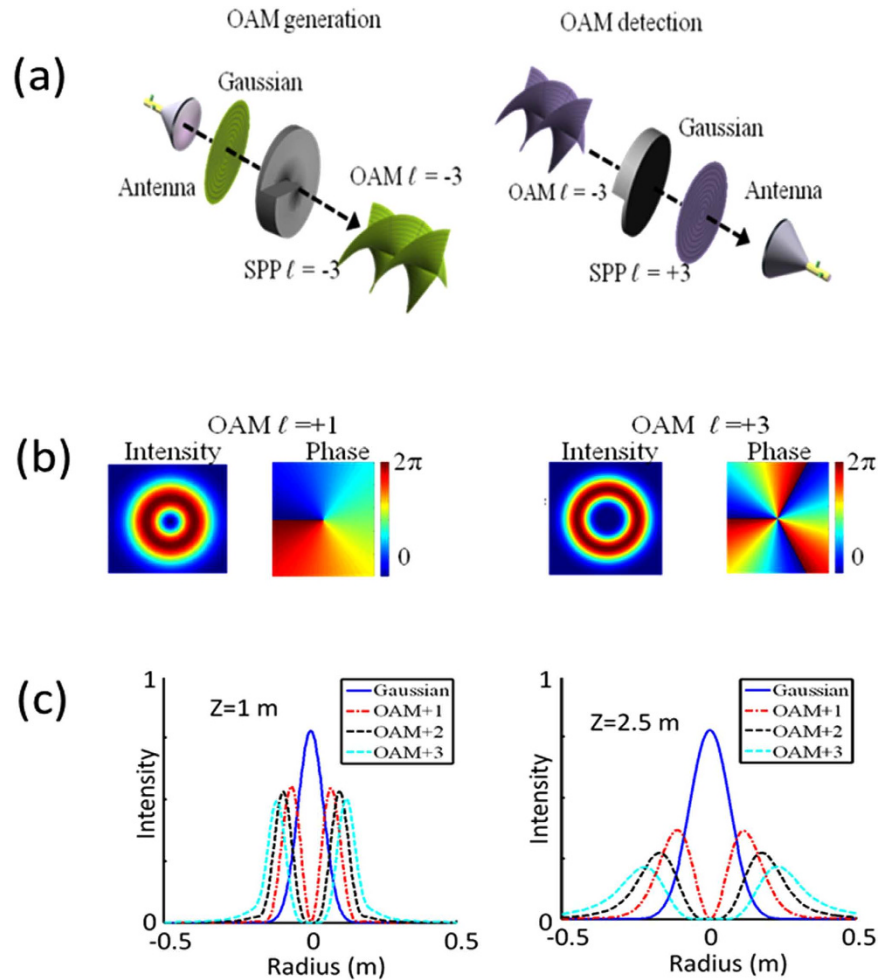 OAM generation
OAM detection
(a)
Gaussian
Antenna
OAM ℓ = -3
SPP ℓ = -3
Gaussian
OAM ℓ = -3
Antenna
SPP ℓ = +3
(b)
OAM ℓ =+1
Intensity
Phase
2π
0
OAM ℓ =+3
Intensity
Phase
2π
0
(c)
1
Z=1 m
Gaussian
OAM+1
OAM+2
OAM+3
Intensity
0
-0.5
0
0.5
Radius (m)
1
Z=2.5 m
Gaussian
OAM+1
OAM+2
OAM+3
Intensity
0
-0.5
0
0.5
Radius (m)